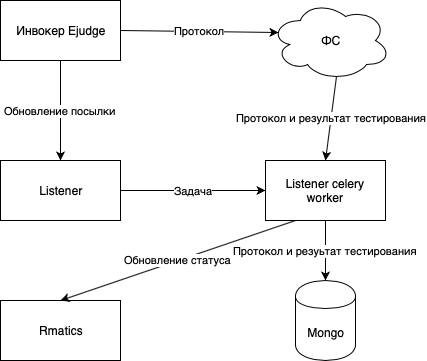 Инвокер Ejudge
Протокол
ФС
Обновление посылки
Протокол и результат тестирования
Listener
Задача
Listener celery
worker
Обновление статуса
Протокол и резуьтат тестирования
Rmatics
Mongo